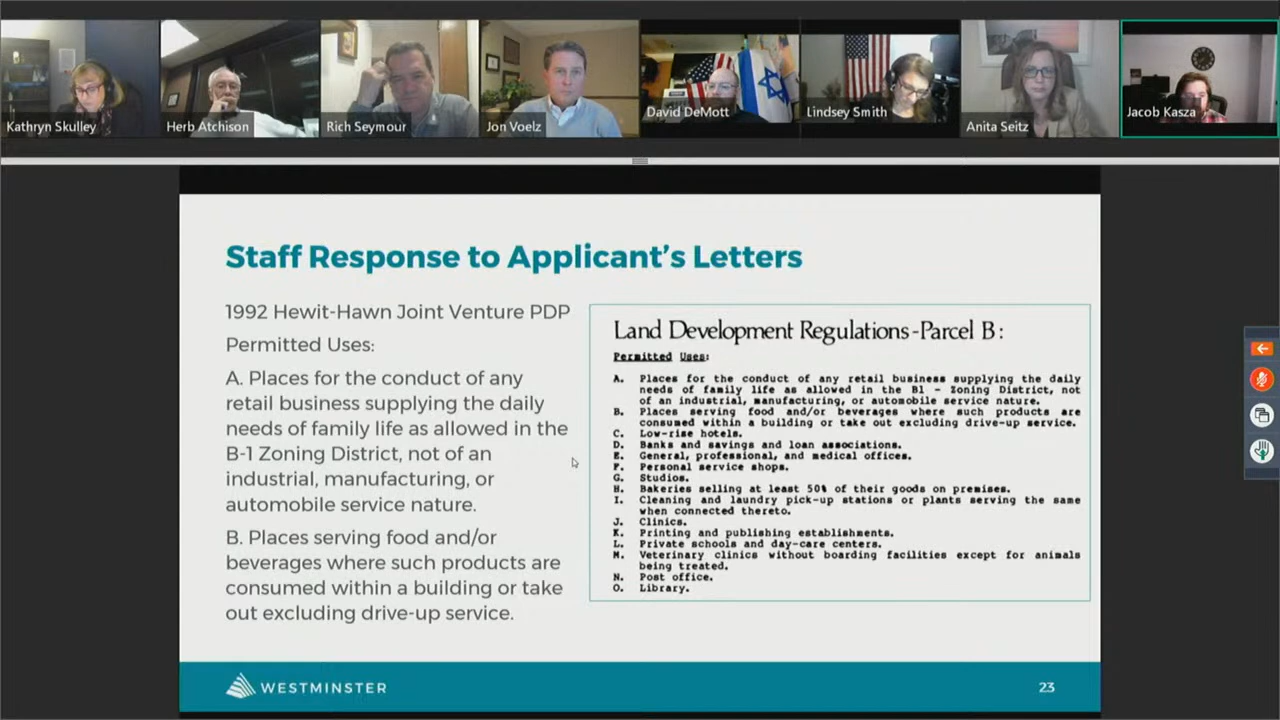 Kathryn Skulley
Herb Atchison
Rich Seymour
Jon Voelz
David DeMott
Lindsey Smith
Anita Seitz
Jacob Kasza
Staff Response to Applicant's Letters
1992 Hewit-Hawn Joint Venture PDP
Permitted Uses:
A. Places for the conduct of any
retail business supplying the daily
needs of family life as allowed in the
B-1 Zoning District, not of an
industrial, manufacturing, or
automobile service nature.
B. Places serving food and/or
beverages where such products are
consumed within a building or take
out excluding drive-up service.
Land Development Regulations-Parcel B:
Permitted Uses:
A. Places for the conduct of any retail business supplying the daily
needs of family life as allowed in the B1 - Zoning District, not
of an industrial, manufacturing, or automobile service nature.
B. Places serving food and/or beverages where such products are
consumed within a building or take out excluding drive-up service.
C. Low-rise hotels.
D. Banks and savings and loan associations.
E. General, professional, and medical offices.
F. Personal service shops.
G. Studios.
H. Bakeries selling at least 50% of their goods on premises.
I. Cleaning and laundry pick-up stations or plants serving the same
when connected thereto.
J. Clinics.
K. Printing and publishing establishments.
L. Private schools and day-care centers.
M. Veterinary clinics without boarding facilities except for animals
being treated.
N. Post office.
O. Library.
WESTMINSTER
23